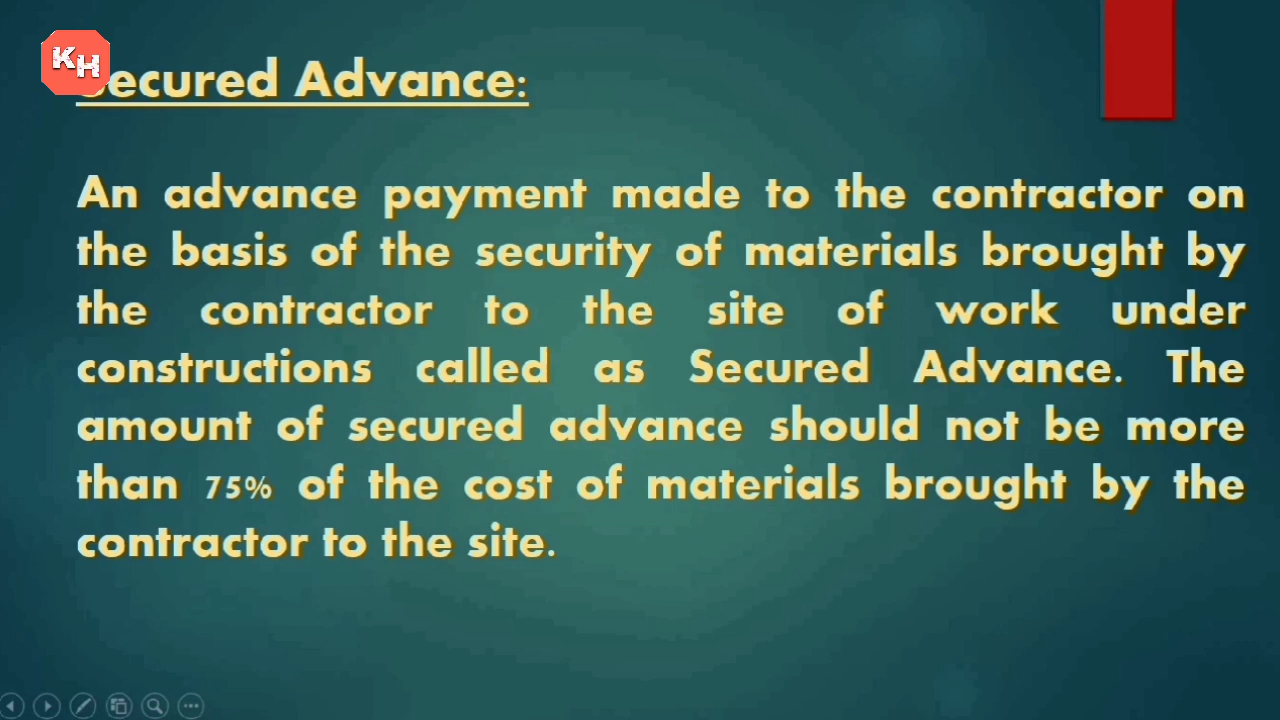 KH
ecured Advance:
An advance payment made to the contractor on
the basis of the security of materials brought by
the contractor to the site of work under
constructions called as Secured Advance. The
amount of secured advance should not be more
than 75% of the cost of materials brought by the
contractor to the site.